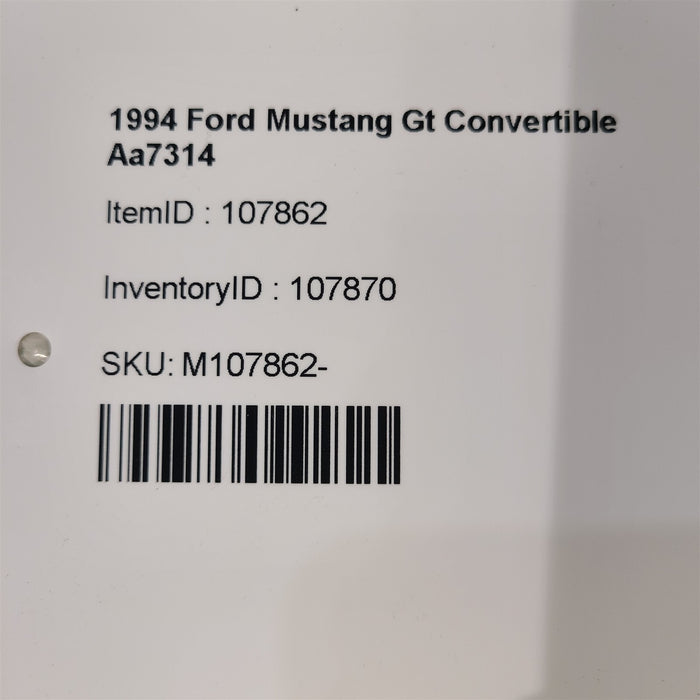 1994 Ford Mustang Gt Convertible
Aa7314
ItemID : 107862
InventoryID : 107870
SKU: M107862-